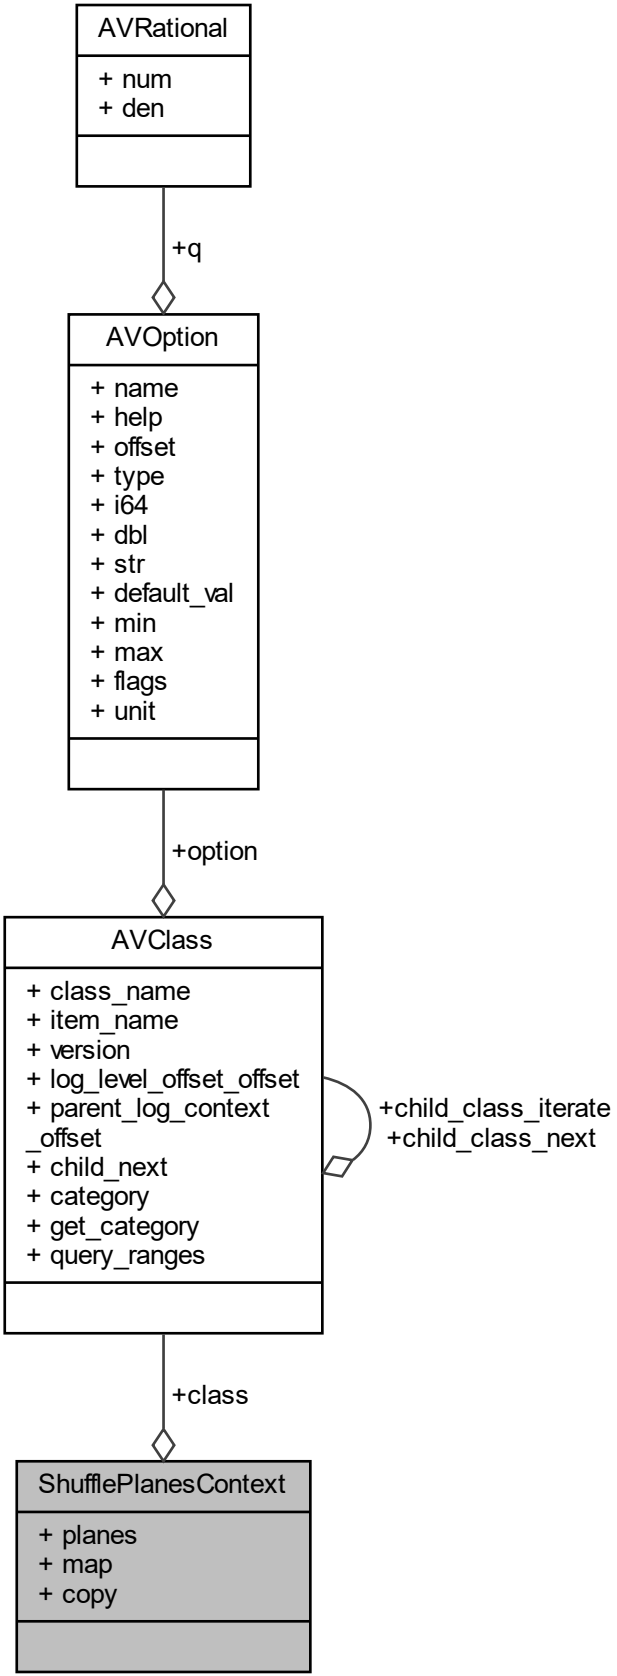 AVRational
+ num
+ den
+q
AVOption
+ name
+ help
+ offset
+ type
+ i64
+ dbl
+ str
+ default_val
+ min
+ max
+ flags
+ unit
+option
AVClass
+ class_name
+ item_name
+ version
+ log_level_offset_offset
+ parent_log_context
_offset
+ child_next
+ category
+ get_category
+ query_ranges
+child_class_iterate
+child_class_next
+class
ShufflePlanesContext
+ planes
+ map
+ copy